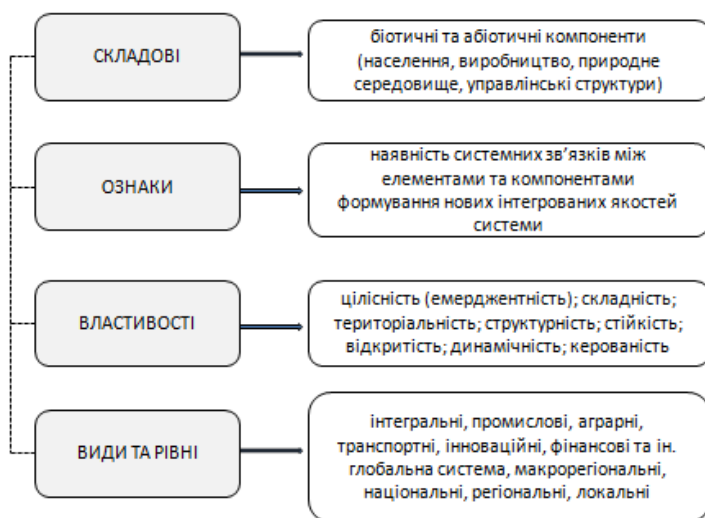 СКЛАДОВІ
біотичні та абіотичні компоненти
(населення, виробництво, природне
середовище, управлінські структури)
ОЗНАКИ
наявність системних зв’язків між
елементами та компонентами
формування нових інтегрованих якостей
системи
ВЛАСТИВОСТІ
цілісність (емерджентність); складність;
територіальність; структурність; стійкість;
відкритість; динамічність; керованість
ВИДИ ТА РІВНІ
інтегральні, промислові, аграрні,
транспортні, інноваційні, фінансові та ін.
глобальна система, макрорегіональні,
національні, регіональні, локальні